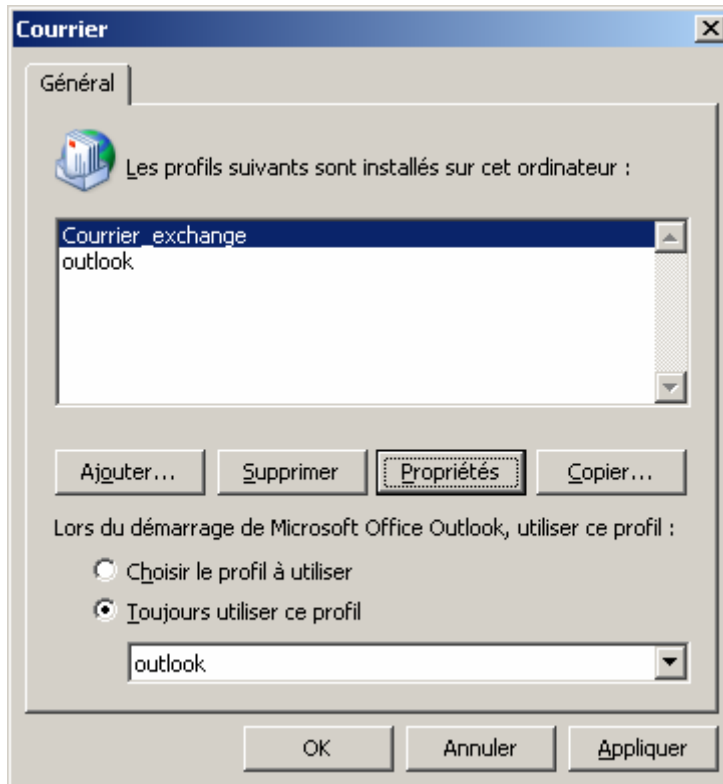 Courrier
Général
Les profils suivants sont installés sur cet ordinateur :
Courrier_exchange
outlook
Ajouter... Supprimer Propriétés Copier...
Lors du démarrage de Microsoft Office Outlook, utiliser ce profil :
Choisir le profil à utiliser
Toujours utiliser ce profil
outlook
OK Annuler Appliquer